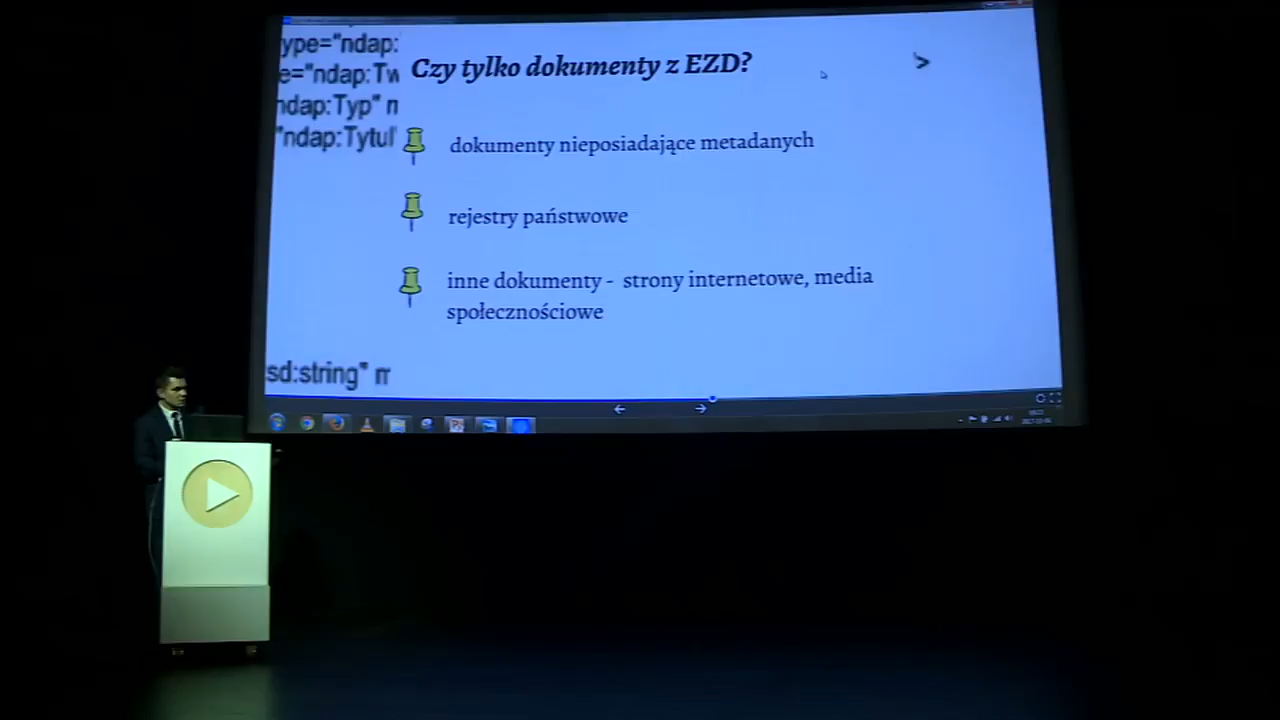 ype="ndap:
e="ndap:Tw
ndap:Typ" n
"ndap:Tytuł
Czy tylko dokumenty z EZD?
>
dokumenty nieposiadające metadanych
rejestry państwowe
inne dokumenty - strony internetowe, media
społecznościowe
sd:string" m